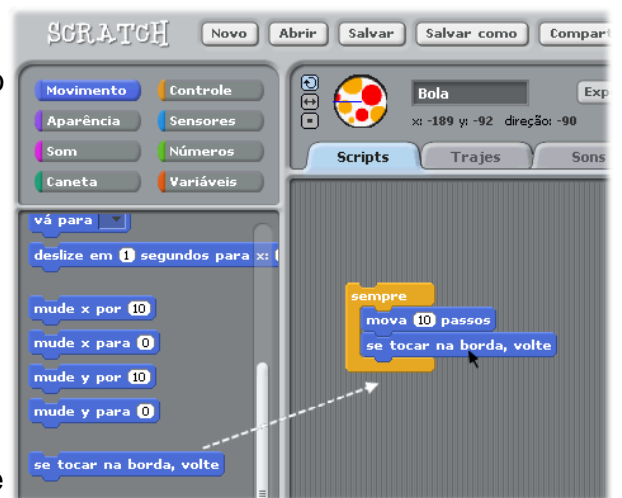 SCRATCH Novo Abrir Salvar Salvar como Compar
o
Movimento Controle
Aparência Sensores
Som Números
Caneta Variáveis
Bola Exp
x: -189 y: -92 direção: -90
Scripts Trajes Sons
vá para
deslize em 1 segundos para x:
mude x por 10
mude x para 0
mude y por 10
mude y para 0
se tocar na borda, volte
sempre
mova 10 passos
se tocar na borda, volte
e